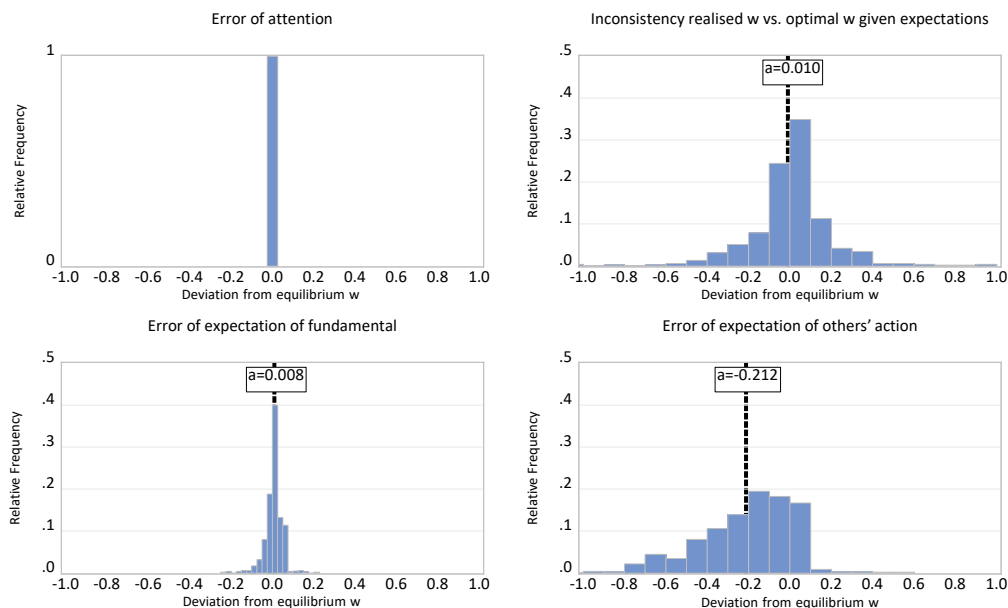 Error of attention
1
0
Relative Frequency
-1.0 -0.8 -0.6 -0.4 -0.2 0.0 0.2 0.4 0.6 0.8 1.0
Deviation from equilibrium w
Inconsistency realised w vs. optimal w given expectations
a=0.010
.5
.4
.3
.2
.1
.0
Relative Frequency
-1.0 -0.8 -0.6 -0.4 -0.2 0.0 0.2 0.4 0.6 0.8 1.0
Deviation from equilibrium w
Error of expectation of fundamental
a=0.008
.5
.4
.3
.2
.1
.0
Relative Frequency
-1.0 -0.8 -0.6 -0.4 -0.2 0.0 0.2 0.4 0.6 0.8 1.0
Deviation from equilibrium w
Error of expectation of others’ action
a=-0.212
.5
.4
.3
.2
.1
.0
Relative Frequency
-1.0 -0.8 -0.6 -0.4 -0.2 0.0 0.2 0.4 0.6 0.8 1.0
Deviation from equilibrium w